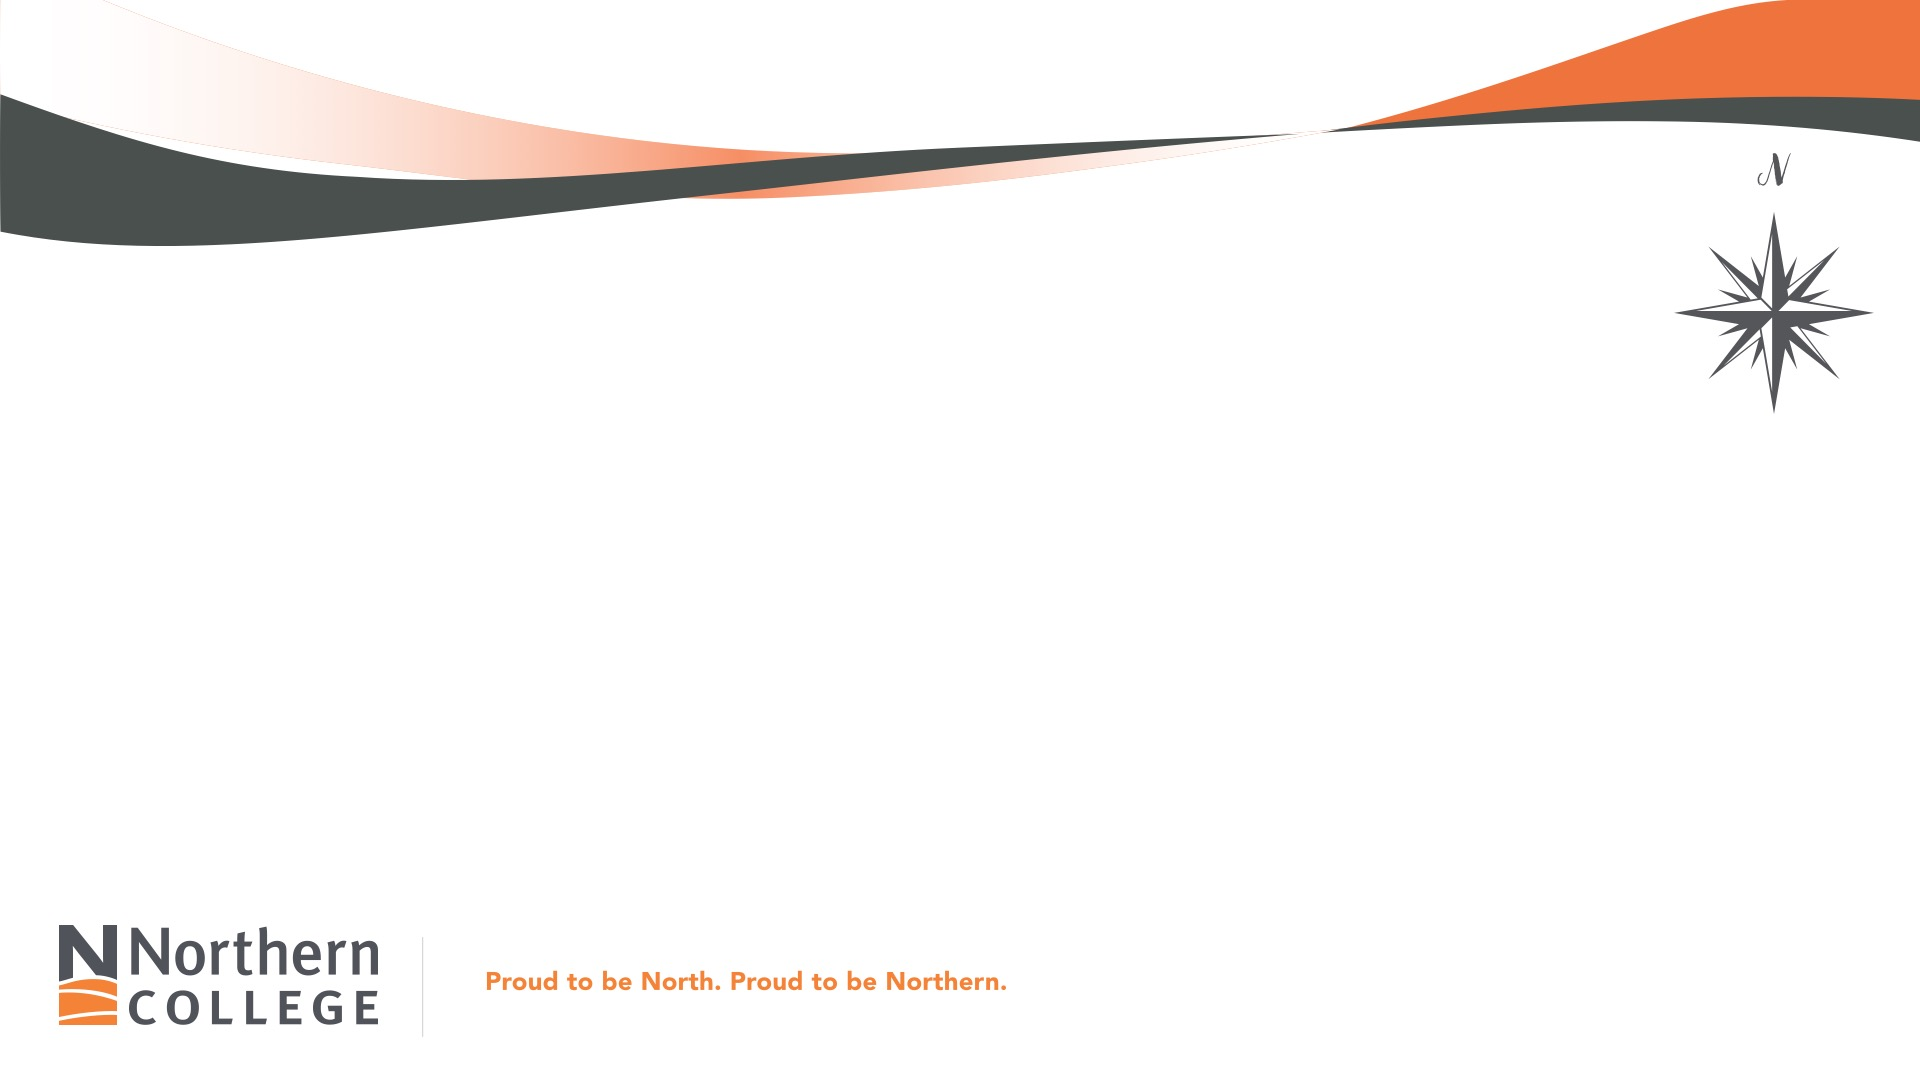 N
N Northern
COLLEGE
Proud to be North. Proud to be Northern.